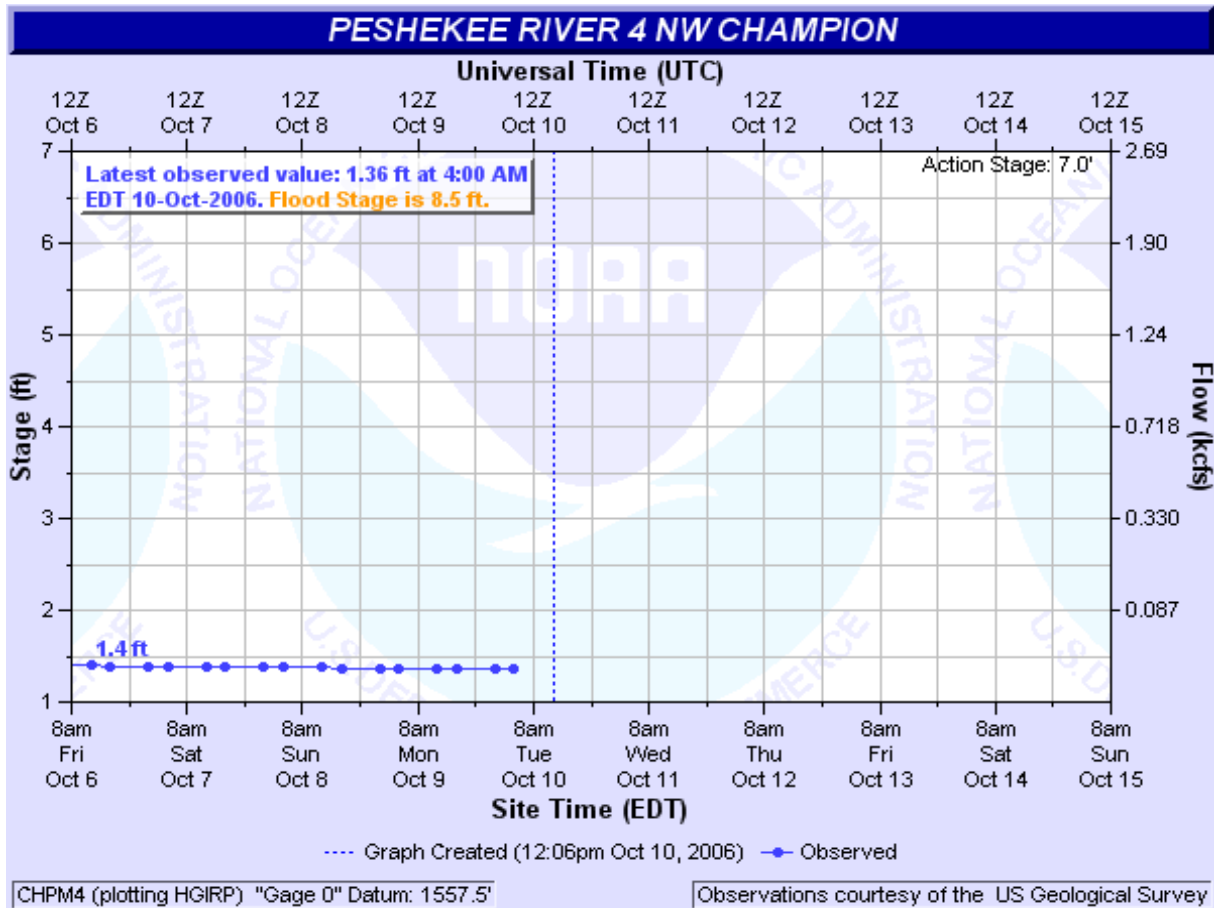 PESHEKEE RIVER 4 NW CHAMPION
Universal Time (UTC)
12Z 12Z 12Z 12Z 12Z 12Z 12Z 12Z 12Z 12Z
Oct 6 Oct 7 Oct 8 Oct 9 Oct 10 Oct 11 Oct 12 Oct 13 Oct 14 Oct 15
Latest observed value: 1.36 ft at 4:00 AM
EDT 10-Oct-2006. Flood Stage is 8.5 ft.
Action Stage: 7.0'
7 2.69
6 1.90
5 1.24
4 0.718
3 0.330
2 0.087
1
Stage (ft)
Flow (kcfs)
1.4 ft
NOAA
NATIONAL OCEANIC ADMINISTRATION
U.S. DEPARTMENT OF COMMERCE
8am 8am 8am 8am 8am 8am 8am 8am 8am 8am
Fri Sat Sun Mon Tue Wed Thu Fri Sat Sun
Oct 6 Oct 7 Oct 8 Oct 9 Oct 10 Oct 11 Oct 12 Oct 13 Oct 14 Oct 15
Site Time (EDT)
Graph Created (12:06pm Oct 10, 2006) Observed
CHPM4 (plotting HGIRP) "Gage 0" Datum: 1557.5'
Observations courtesy of the US Geological Survey